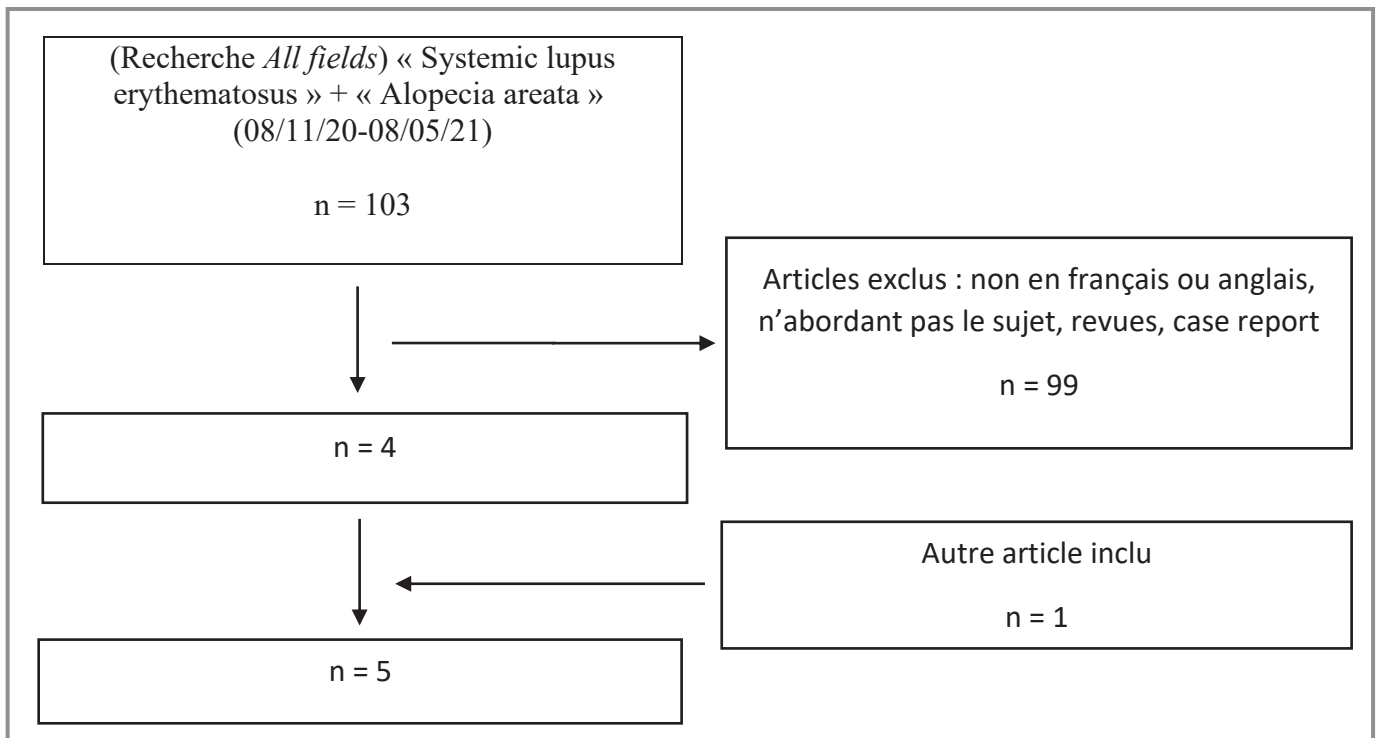 (Recherche All fields) « Systemic lupus
erythematosus » + « Alopecia areata »
(08/11/20-08/05/21)
n = 103
Articles exclus : non en français ou anglais,
n’abordant pas le sujet, revues, case report
n = 99
n = 4
Autre article inclu
n = 1
n = 5